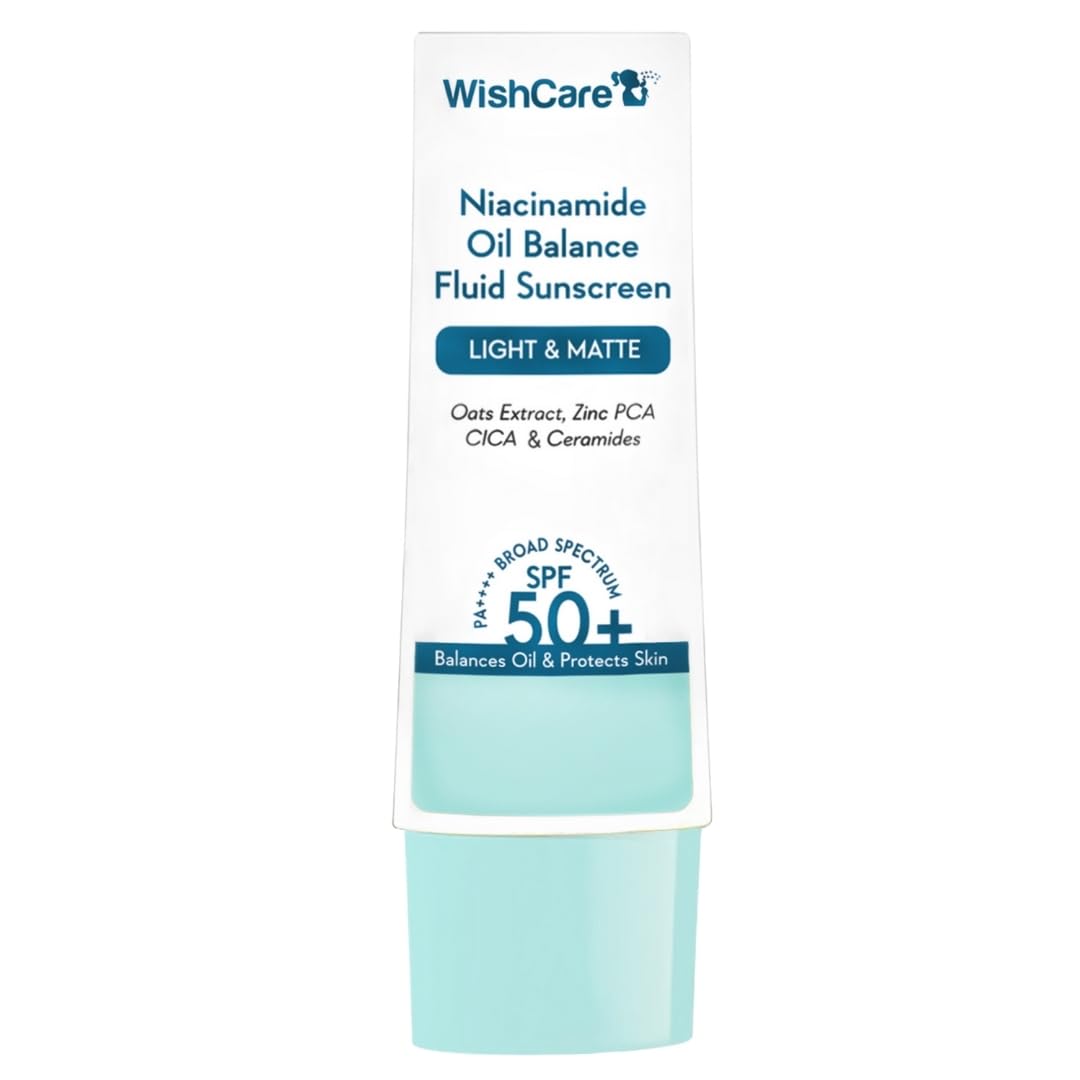 WishCare
Niacinamide
Oil Balance
Fluid Sunscreen
LIGHT & MATTE
Oats Extract, Zinc PCA
CICA & Ceramides
PA++++ BROAD SPECTRUM
SPF
50+
Balances Oil & Protects Skin